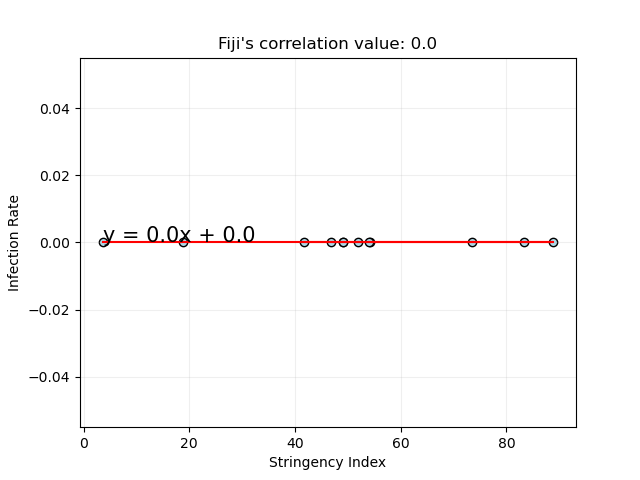 Fiji's correlation value: 0.0
0.04
0.02
0.00
−0.02
−0.04
Infection Rate
y = 0.0x + 0.0
0 20 40 60 80
Stringency Index